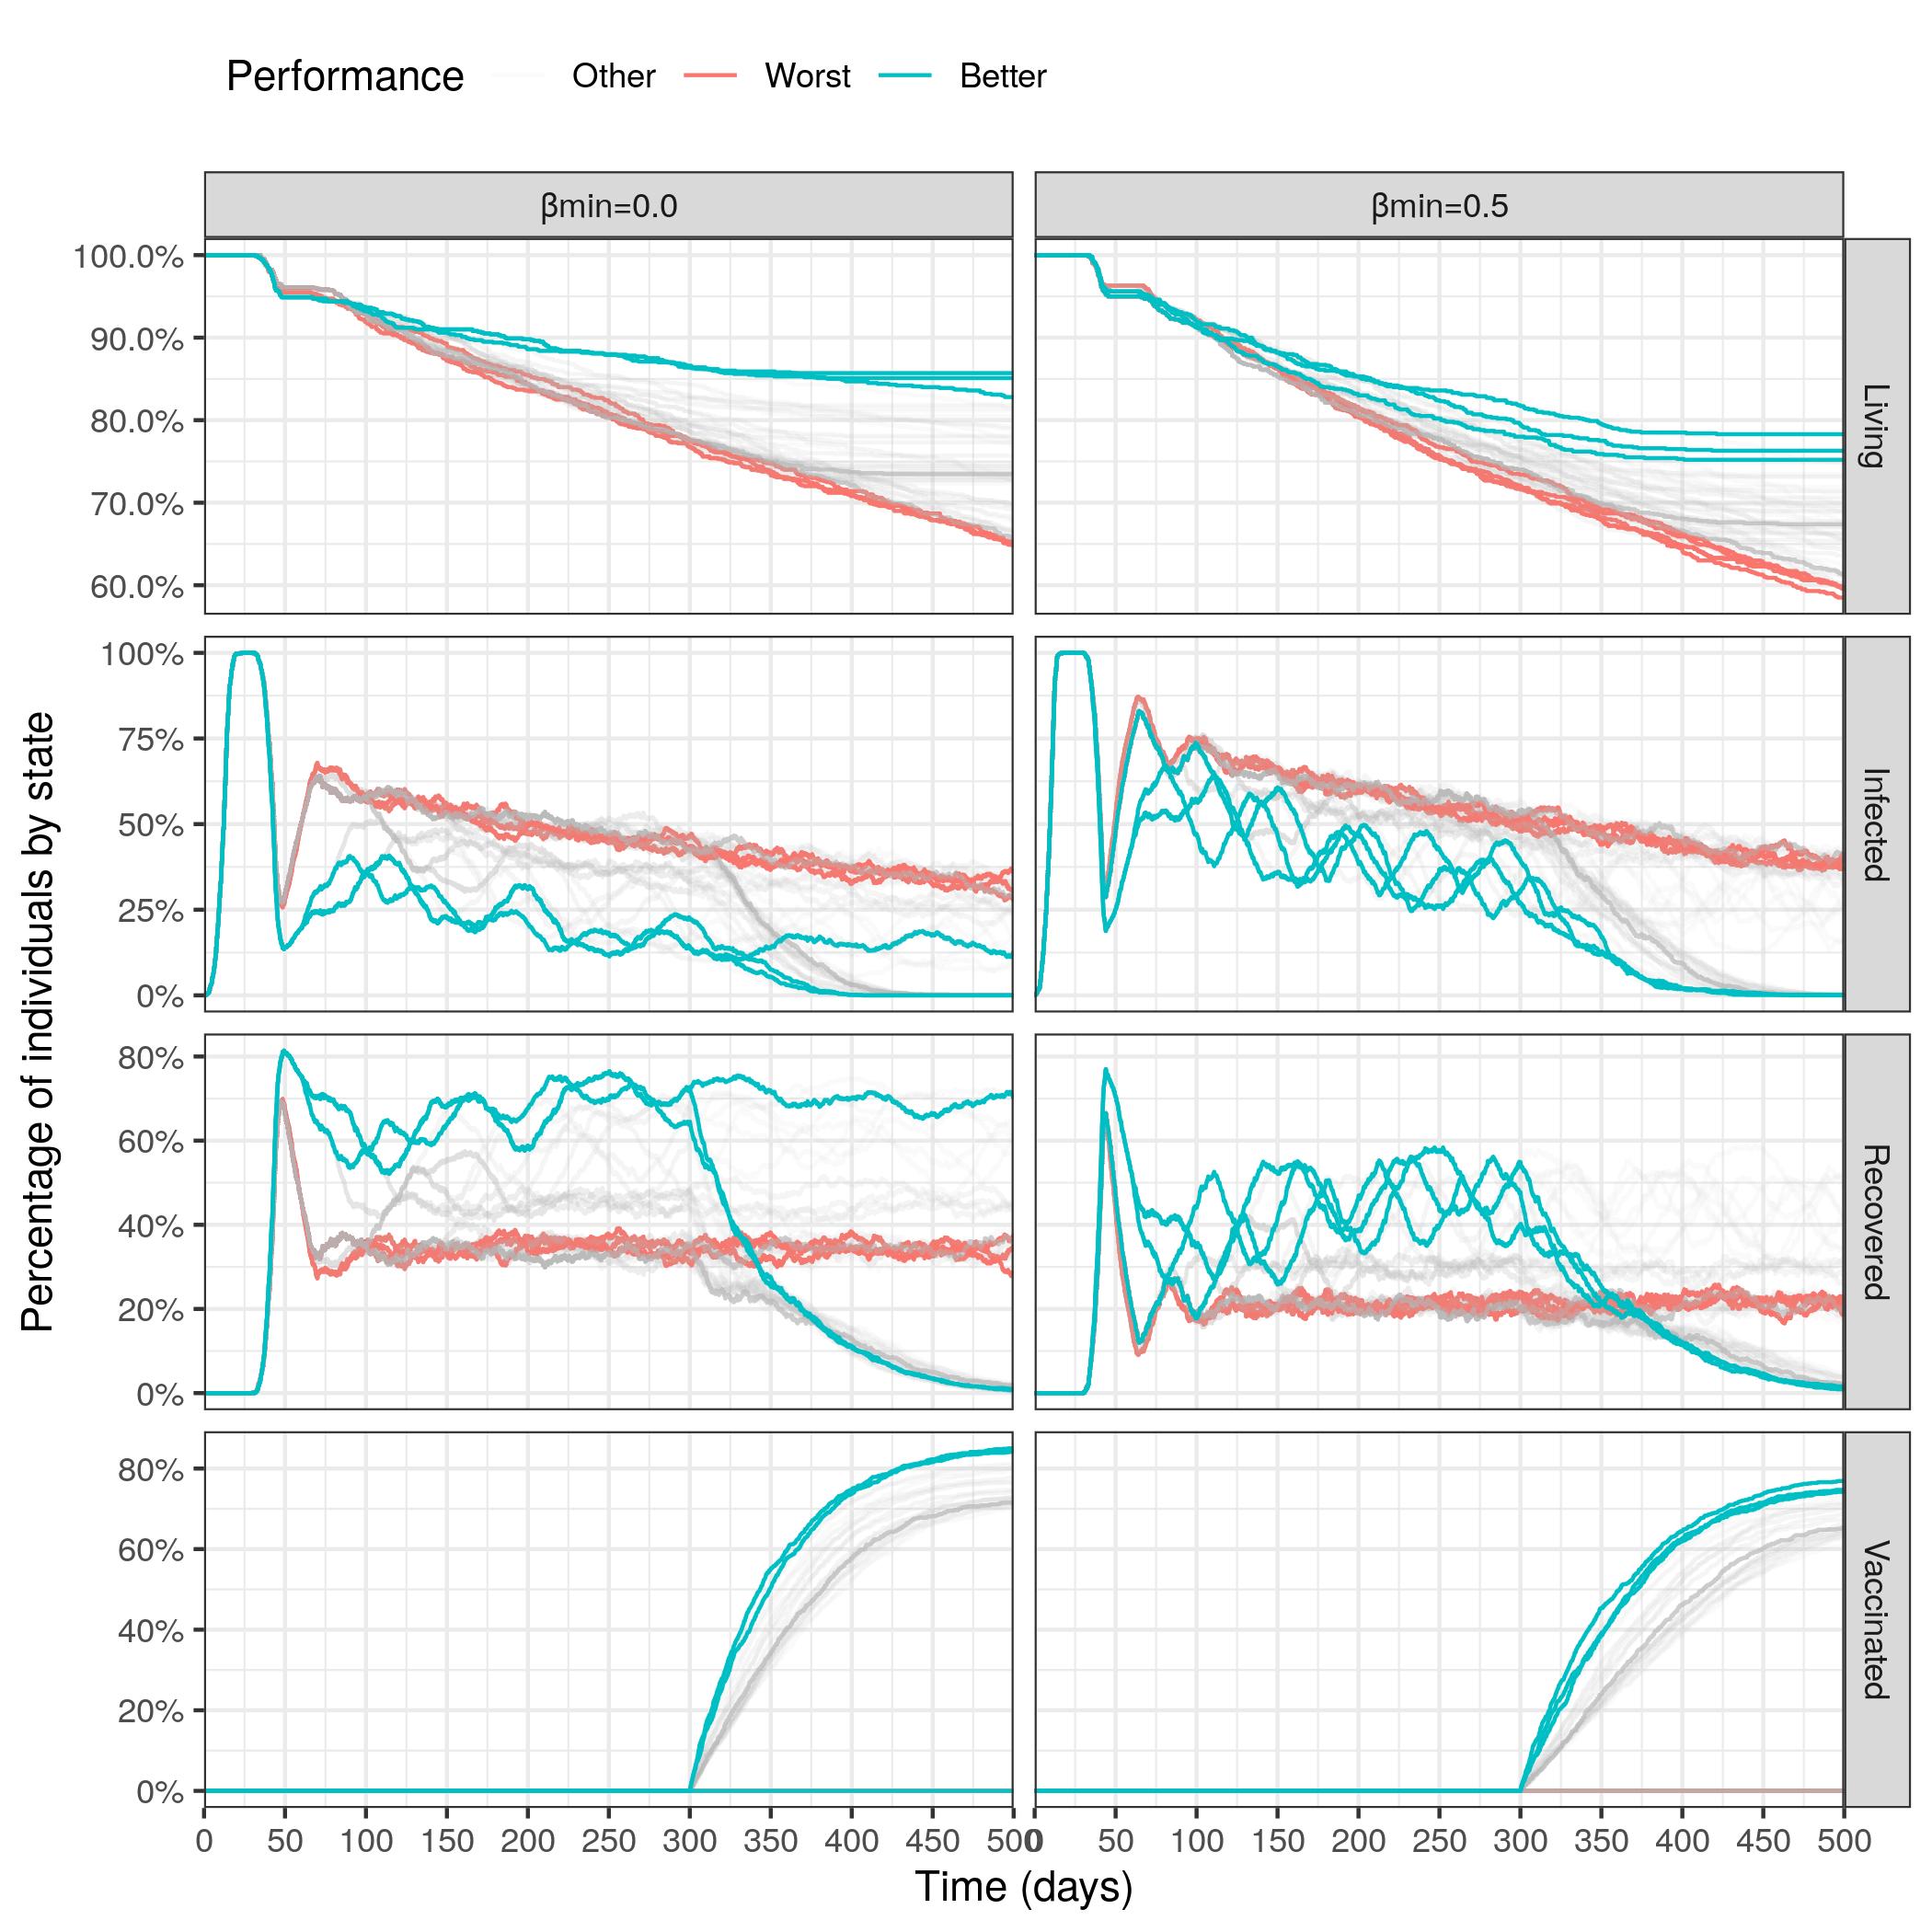 Performance Other Worst Better
βmin=0.0 βmin=0.5
100.0%
90.0%
80.0%
70.0%
60.0%
Living
100%
75%
50%
25%
0%
Infected
80%
60%
40%
20%
0%
Recovered
80%
60%
40%
20%
0%
Vaccinated
Percentage of individuals by state
0 50 100 150 200 250 300 350 400 450 500 0 50 100 150 200 250 300 350 400 450 500
Time (days)